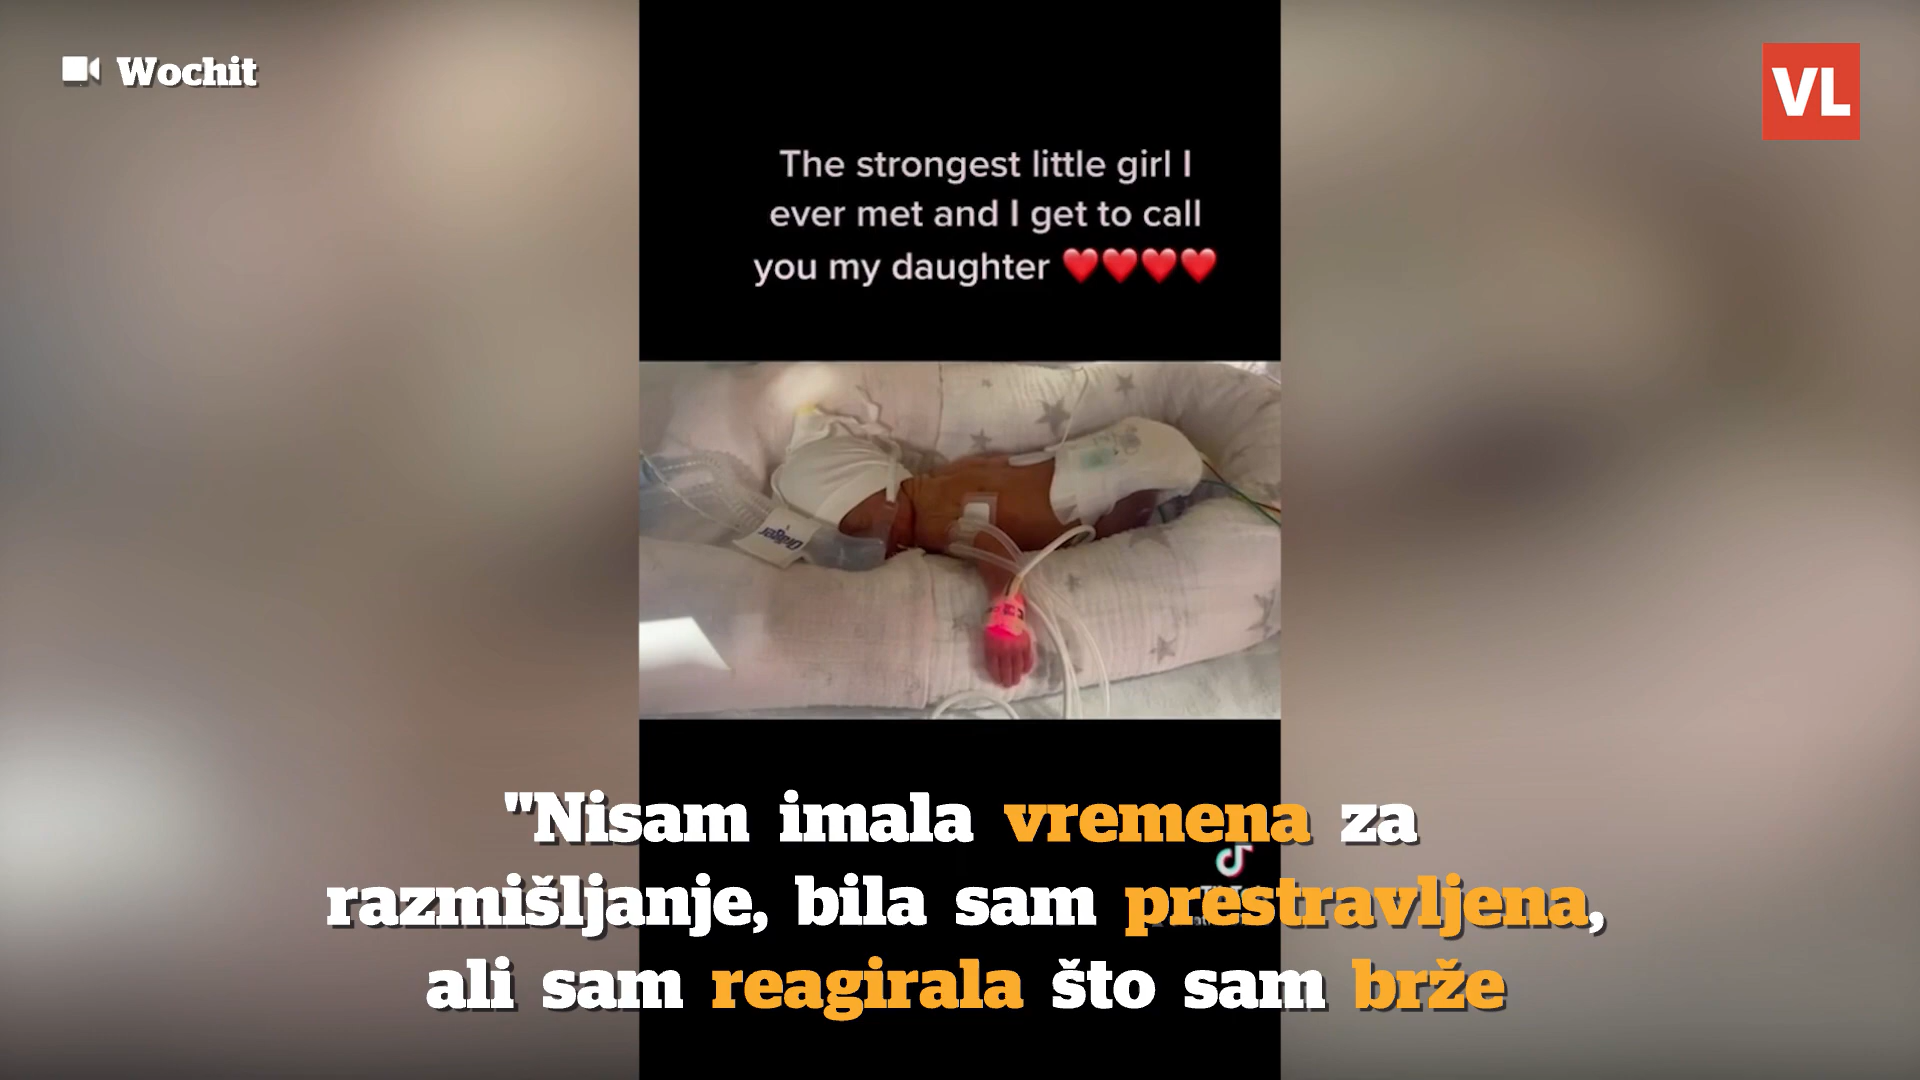 Wochit
VL
The strongest little girl I
ever met and I get to call
you my daughter ❤️❤️❤️❤️
Dräger
"Nisam imala vremena za
razmišljanje, bila sam prestravljena,
ali sam reagirala što sam brže